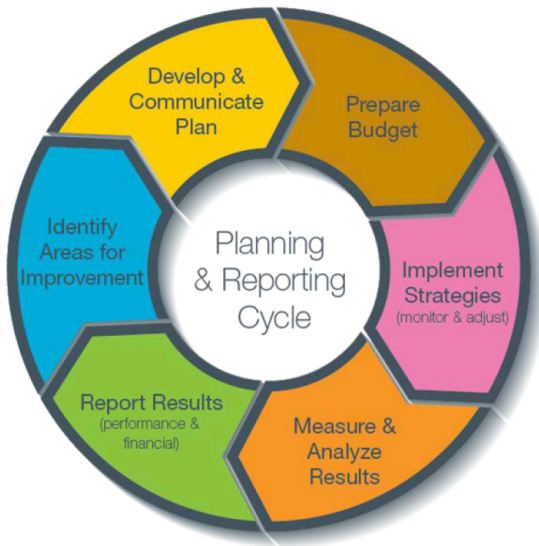 Develop &
Communicate
Plan
Prepare
Budget
Implement
Strategies
(monitor & adjust)
Measure &
Analyze
Results
Report Results
(performance &
financial)
Identify
Areas for
Improvement
Planning
& Reporting
Cycle